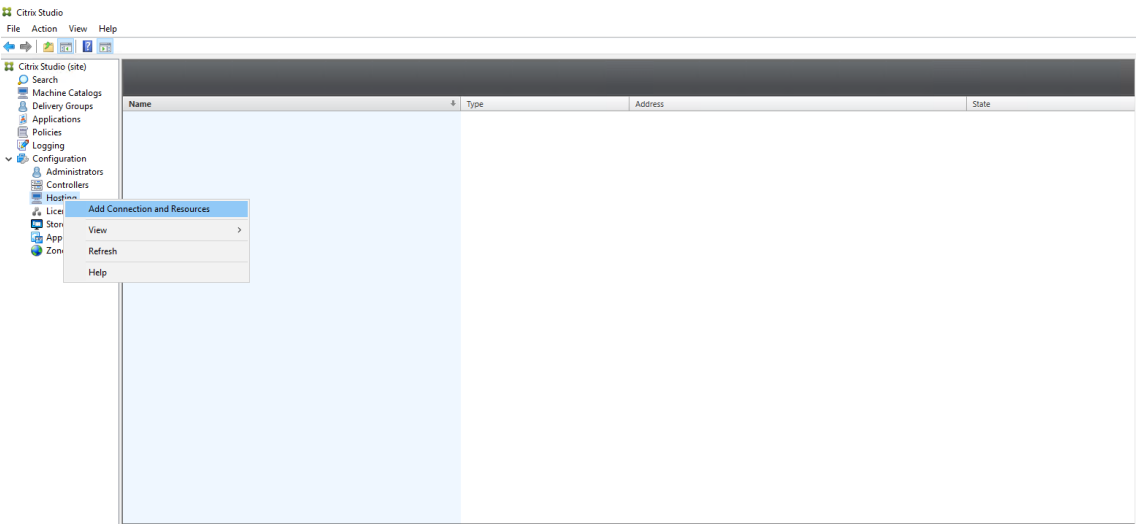 Citrix Studio
File Action View Help
Citrix Studio (site)
Search
Machine Catalogs
Delivery Groups
Applications
Policies
Logging
Configuration
Administrators
Controllers
Hosting
Name Type Address State
Add Connection and Resources
View
Refresh
Help